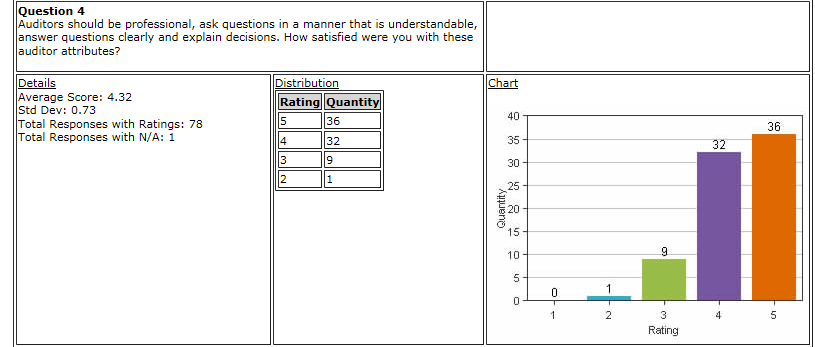 Question 4
Auditors should be professional, ask questions in a manner that is understandable,
answer questions clearly and explain decisions. How satisfied were you with these
auditor attributes?
Details
Average Score: 4.32
Std Dev: 0.73
Total Responses with Ratings: 78
Total Responses with N/A: 1
Distribution
Rating Quantity
5 36
4 32
3 9
2 1
Chart
40
35
30
25
20
15
10
5
0
Quantity
0
1
9
32
36
1 2 3 4 5
Rating